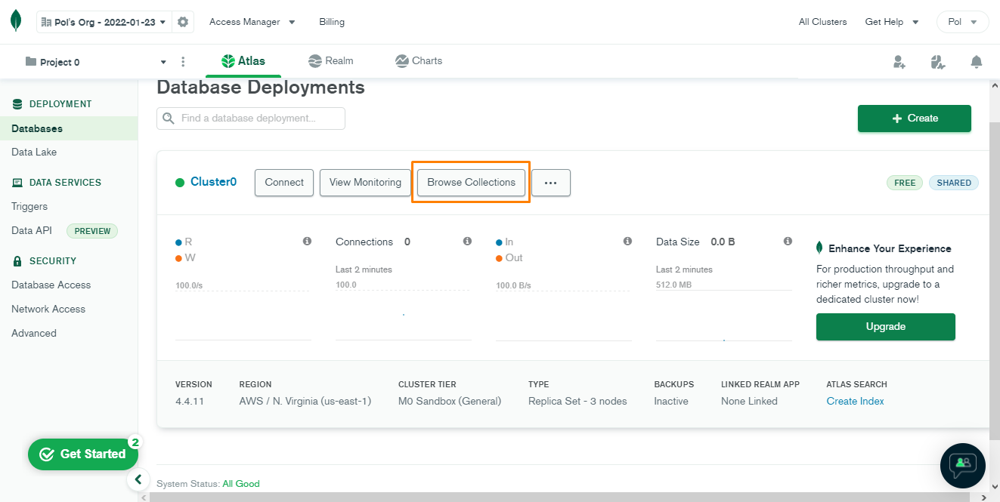 Pol's Org - 2022-01-23
Access Manager
Billing
All Clusters
Get Help
Pol
Project 0
Atlas
Realm
Charts
DEPLOYMENT
Databases
Data Lake
DATA SERVICES
Triggers
Data API PREVIEW
SECURITY
Database Access
Network Access
Advanced
Get Started
2
Database Deployments
Find a database deployment...
Create
Cluster0
Connect
View Monitoring
Browse Collections
...
FREE
SHARED
R
W
100.0/s
Connections 0
Last 2 minutes
100.0
In
Out
100.0 B/s
Data Size 0.0 B
Last 2 minutes
512.0 MB
Enhance Your Experience
For production throughput and
richer metrics, upgrade to a
dedicated cluster now!
Upgrade
VERSION
4.4.11
REGION
AWS / N. Virginia (us-east-1)
CLUSTER TIER
M0 Sandbox (General)
TYPE
Replica Set - 3 nodes
BACKUPS
Inactive
LINKED REALM APP
None Linked
ATLAS SEARCH
Create Index
System Status: All Good